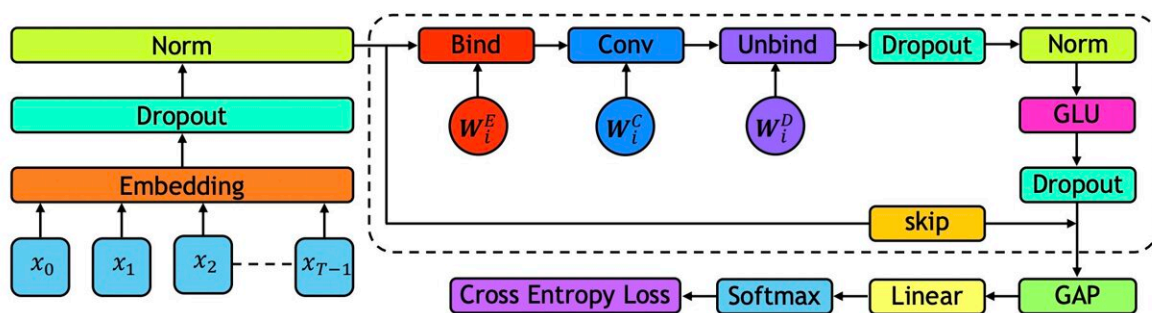 Norm
Dropout
Embedding
x_0
x_1
x_2
x_{T-1}
Bind
Conv
Unbind
Dropout
Norm
W_i^E
W_i^C
W_i^D
GLU
Dropout
skip
Cross Entropy Loss
Softmax
Linear
GAP